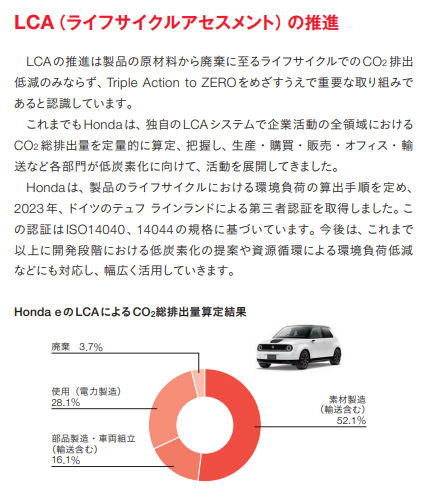 LCA（ライフサイクルアセスメント）の推進
LCAの推進は製品の原材料から廃棄に至るライフサイクルでのCO2排出
低減のみならず、Triple Action to ZEROをめざすうえで重要な取り組みで
あると認識しています。
これまでもHondaは、独自のLCAシステムで企業活動の全領域における
CO2総排出量を定量的に算定、把握し、生産・購買・販売・オフィス・輸
送など各部門が低炭素化に向けて、活動を展開してきました。
Hondaは、製品のライフサイクルにおける環境負荷の算出手順を定め、
2023年、ドイツのテュフ ラインランドによる第三者認証を取得しました。こ
の認証はISO14040、14044の規格に基づいています。今後は、これまで
以上に開発段階における低炭素化の提案や資源循環による環境負荷低減
などにも対応し、幅広く活用していきます。
Honda eのLCAによるCO2総排出量算定結果
廃棄 3.7%
使用（電力製造）
28.1%
部品製造・車両組立
（輸送含む）
16.1%
素材製造
（輸送含む）
52.1%